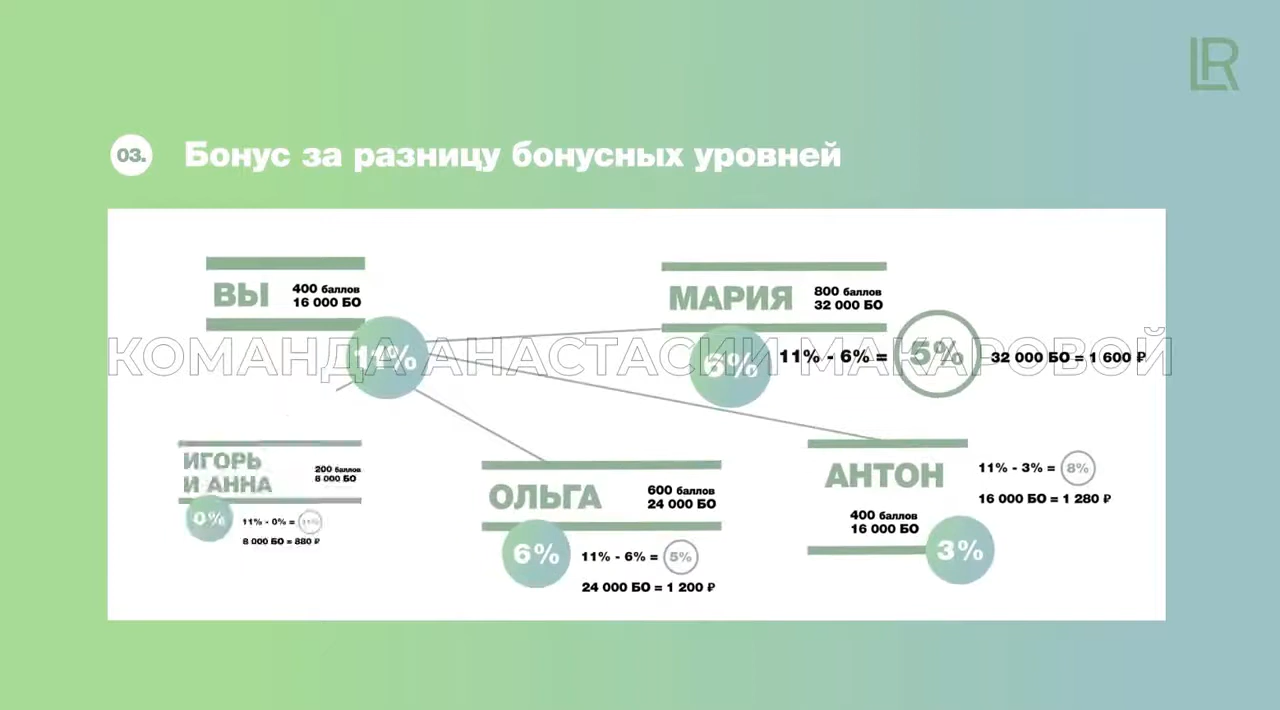 LR
03. Бонус за разницу бонусных уровней
ВЫ
400 баллов
16 000 БО
11%
МАРИЯ
800 баллов
32 000 БО
6%
11% - 6% = 5%
32 000 БО = 1 600 ₽
КОМАНДА АНАСТАСИИ МАКАРОВОЙ
ИГОРЬ
И АННА
200 баллов
8 000 БО
0%
11% - 0% = 11%
8 000 БО = 880 ₽
ОЛЬГА
600 баллов
24 000 БО
6%
11% - 6% = 5%
24 000 БО = 1 200 ₽
АНТОН
400 баллов
16 000 БО
3%
11% - 3% = 8%
16 000 БО = 1 280 ₽